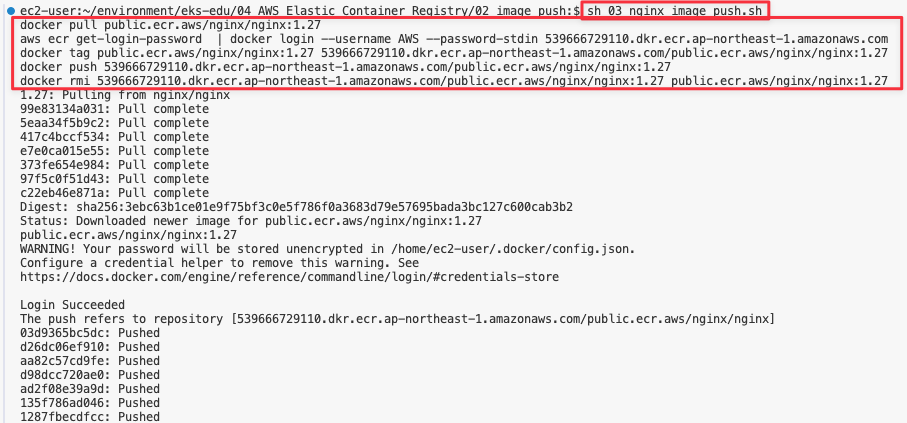 ec2-user:~/environment/eks-edu/04_AWS_Elastic_Container_Registry/02_image_push:$ sh 03_nginx_image_push.sh
docker pull public.ecr.aws/nginx/nginx:1.27
aws ecr get-login-password  | docker login --username AWS --password-stdin 539666729110.dkr.ecr.ap-northeast-1.amazonaws.com
docker tag public.ecr.aws/nginx/nginx:1.27 539666729110.dkr.ecr.ap-northeast-1.amazonaws.com/public.ecr.aws/nginx/nginx:1.27
docker push 539666729110.dkr.ecr.ap-northeast-1.amazonaws.com/public.ecr.aws/nginx/nginx:1.27
docker rmi 539666729110.dkr.ecr.ap-northeast-1.amazonaws.com/public.ecr.aws/nginx/nginx:1.27 public.ecr.aws/nginx/nginx:1.27
1.27: Pulling from nginx/nginx
99e83134a031: Pull complete
5eaa34f5b9c2: Pull complete
417c4bccf534: Pull complete
e7e0ca015e55: Pull complete
373fe654e984: Pull complete
97f5c0f51d43: Pull complete
c22eb46e871a: Pull complete
Digest: sha256:3ebc63b1ce01e9f75bf3c0e5f786f0a3683d79e57695bada3bc127c600cab3b2
Status: Downloaded newer image for public.ecr.aws/nginx/nginx:1.27
public.ecr.aws/nginx/nginx:1.27
WARNING! Your password will be stored unencrypted in /home/ec2-user/.docker/config.json.
Configure a credential helper to remove this warning. See
https://docs.docker.com/engine/reference/commandline/login/#credentials-store
Login Succeeded
The push refers to repository [539666729110.dkr.ecr.ap-northeast-1.amazonaws.com/public.ecr.aws/nginx/nginx]
03d9365bc5dc: Pushed
d26dc06ef910: Pushed
aa82c57cd9fe: Pushed
d98dcc720ae0: Pushed
ad2f08e39a9d: Pushed
135f786ad046: Pushed
1287fbecdfcc: Pushed